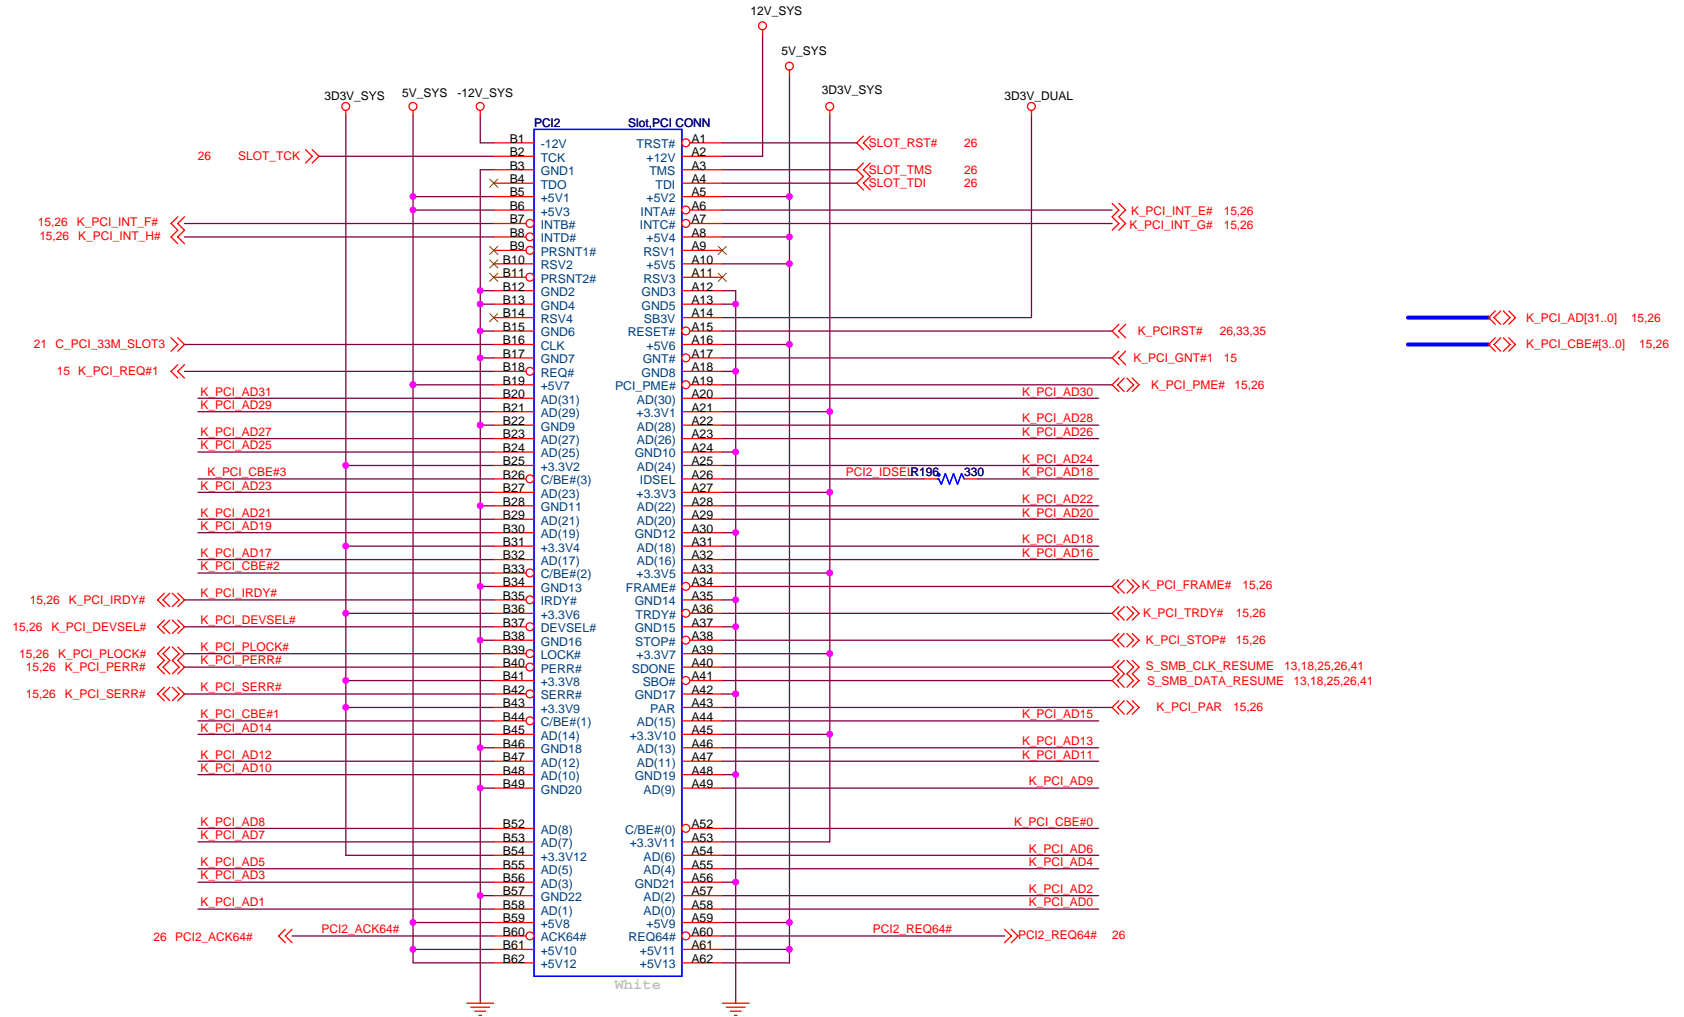 12V_SYS
5V_SYS
3D3V_SYS 5V_SYS -12V_SYS 3D3V_SYS 3D3V_DUAL
PCI2 Slot,PCI CONN
B1 -12V TRST# A1 SLOT_RST# 26
26 SLOT_TCK B2 TCK +12V A2
B3 GND1 TMS A3 SLOT_TMS 26
B4 TDO TDI A4 SLOT_TDI 26
B5 +5V1 +5V2 A5
B6 +5V3 INTA# A6 K_PCI_INT_E# 15,26
15,26 K_PCI_INT_F# B7 INTB# INTC# A7 K_PCI_INT_G# 15,26
15,26 K_PCI_INT_H# B8 INTD# +5V4 A8
B9 PRSNT1# RSV1 A9
B10 RSV2 +5V5 A10
B11 PRSNT2# RSV3 A11
B12 GND2 GND3 A12
B13 GND4 GND5 A13
B14 RSV4 SB3V A14 K_PCI_AD[31..0] 15,26
B15 GND6 RESET# A15 K_PCIRST# 26,33,35
21 C_PCI_33M_SLOT3 B16 CLK +5V6 A16 K_PCI_CBE#[3..0] 15,26
B17 GND7 GNT# A17 K_PCI_GNT#1 15
15 K_PCI_REQ#1 B18 REQ# GND8 A18
B19 +5V7 PCI_PME# A19 K_PCI_PME# 15,26
K_PCI_AD31 B20 AD(31) AD(30) A20 K_PCI_AD30
K_PCI_AD29 B21 AD(29) +3.3V1 A21
B22 GND9 AD(28) A22 K_PCI_AD28
K_PCI_AD27 B23 AD(27) AD(26) A23 K_PCI_AD26
K_PCI_AD25 B24 AD(25) GND10 A24
B25 +3.3V2 AD(24) A25 K_PCI_AD24
K_PCI_CBE#3 B26 C/BE#(3) IDSEL A26 PCI2_IDSEL R196 330 K_PCI_AD18
K_PCI_AD23 B27 AD(23) +3.3V3 A27
B28 GND11 AD(22) A28 K_PCI_AD22
K_PCI_AD21 B29 AD(21) AD(20) A29 K_PCI_AD20
K_PCI_AD19 B30 AD(19) GND12 A30
B31 +3.3V4 AD(18) A31 K_PCI_AD18
K_PCI_AD17 B32 AD(17) AD(16) A32 K_PCI_AD16
K_PCI_CBE#2 B33 C/BE#(2) +3.3V5 A33
B34 GND13 FRAME# A34 K_PCI_FRAME# 15,26
15,26 K_PCI_IRDY# K_PCI_IRDY# B35 IRDY# GND14 A35
B36 +3.3V6 TRDY# A36 K_PCI_TRDY# 15,26
15,26 K_PCI_DEVSEL# K_PCI_DEVSEL# B37 DEVSEL# GND15 A37
B38 GND16 STOP# A38 K_PCI_STOP# 15,26
15,26 K_PCI_PLOCK# K_PCI_PLOCK# B39 LOCK# +3.3V7 A39
15,26 K_PCI_PERR# K_PCI_PERR# B40 PERR# SDONE A40 S_SMB_CLK_RESUME 13,18,25,26,41
B41 +3.3V8 SBO# A41 S_SMB_DATA_RESUME 13,18,25,26,41
15,26 K_PCI_SERR# K_PCI_SERR# B42 SERR# GND17 A42
B43 +3.3V9 PAR A43 K_PCI_PAR 15,26
K_PCI_CBE#1 B44 C/BE#(1) AD(15) A44 K_PCI_AD15
K_PCI_AD14 B45 AD(14) +3.3V10 A45
B46 GND18 AD(13) A46 K_PCI_AD13
K_PCI_AD12 B47 AD(12) AD(11) A47 K_PCI_AD11
K_PCI_AD10 B48 AD(10) GND19 A48
B49 GND20 AD(9) A49 K_PCI_AD9
K_PCI_AD8 B52 AD(8) C/BE#(0) A52 K_PCI_CBE#0
K_PCI_AD7 B53 AD(7) +3.3V11 A53
B54 +3.3V12 AD(6) A54 K_PCI_AD6
K_PCI_AD5 B55 AD(5) AD(4) A55 K_PCI_AD4
K_PCI_AD3 B56 AD(3) GND21 A56
B57 GND22 AD(2) A57 K_PCI_AD2
K_PCI_AD1 B58 AD(1) AD(0) A58 K_PCI_AD0
B59 +5V8 +5V9 A59
26 PCI2_ACK64# PCI2_ACK64# B60 ACK64# REQ64# A60 PCI2_REQ64# PCI2_REQ64# 26
B61 +5V10 +5V11 A61
B62 +5V12 +5V13 A62
White